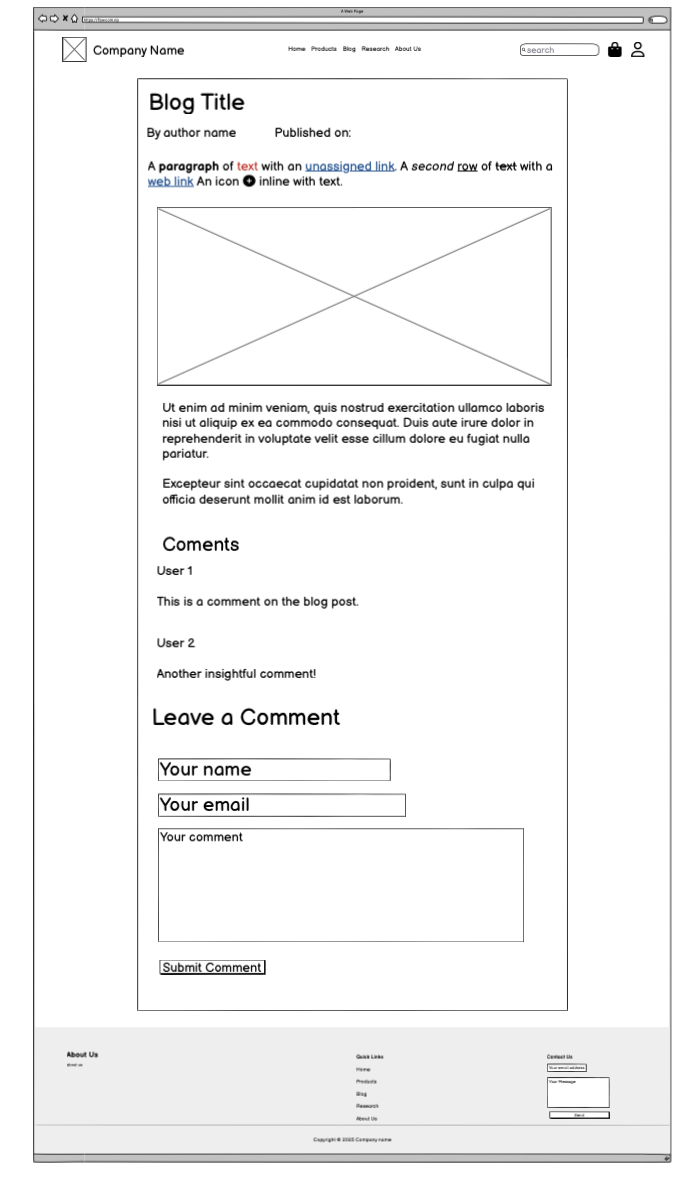 A Web Page
https://
Company Name
Home Products Blog Research About Us
search
Blog Title
By author name Published on:
A paragraph of text with an unassigned link. A second row of text with a
web link An icon inline with text.
Ut enim ad minim veniam, quis nostrud exercitation ullamco laboris
nisi ut aliquip ex ea commodo consequat. Duis aute irure dolor in
reprehenderit in voluptate velit esse cillum dolore eu fugiat nulla
pariatur.
Excepteur sint occaecat cupidatat non proident, sunt in culpa qui
officia deserunt mollit anim id est laborum.
Coments
User 1
This is a comment on the blog post.
User 2
Another insightful comment!
Leave a Comment
Your name
Your email
Your comment
Submit Comment
About Us
about us
Quick Links
Home
Products
Blog
Research
About Us
Contact Us
Your email address
Your Message
Send
Copyright © 2025 Company name